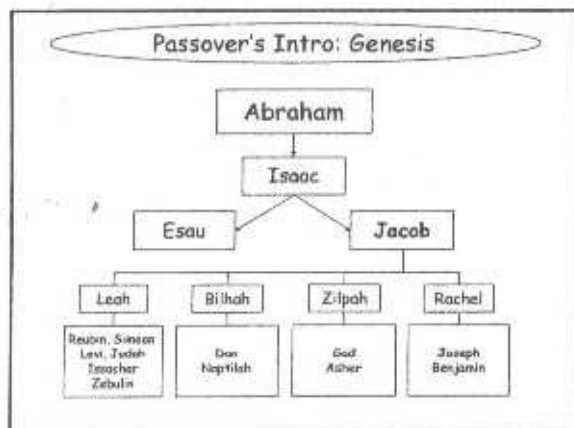 Passover's Intro: Genesis
Abraham
Isaac
Esau
Jacob
Leah
Bilhah
Zilpah
Rachel
Reubin, Simeon
Levi, Judah
Issasher
Zebulin
Dan
Naptilah
Gad
Asher
Joseph
Benjamin